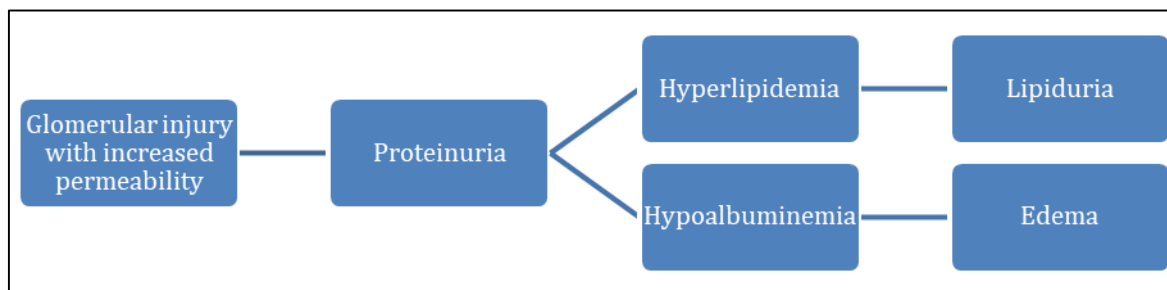 Glomerular injury
with increased
permeability
Proteinuria
Hyperlipidemia
Lipiduria
Hypoalbuminemia
Edema